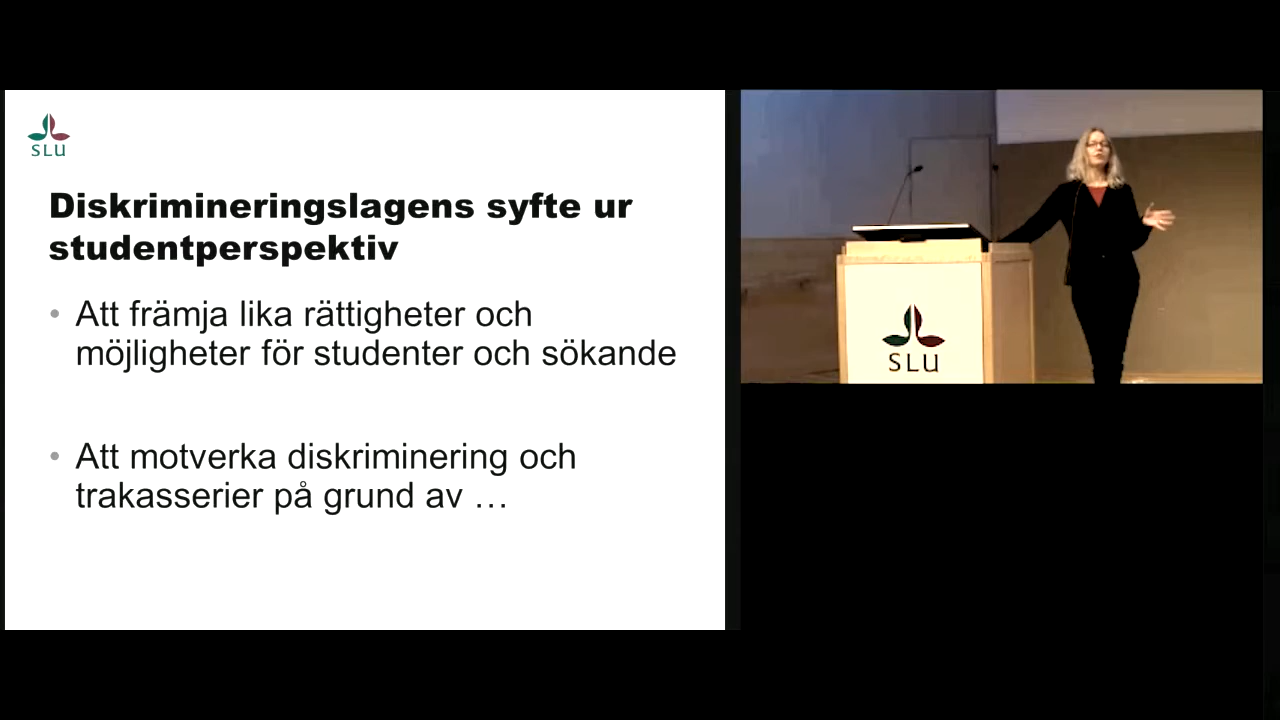 SLU
Diskrimineringslagens syfte ur
studentperspektiv
• Att främja lika rättigheter och
möjligheter för studenter och sökande
• Att motverka diskriminering och
trakasserier på grund av …
SLU